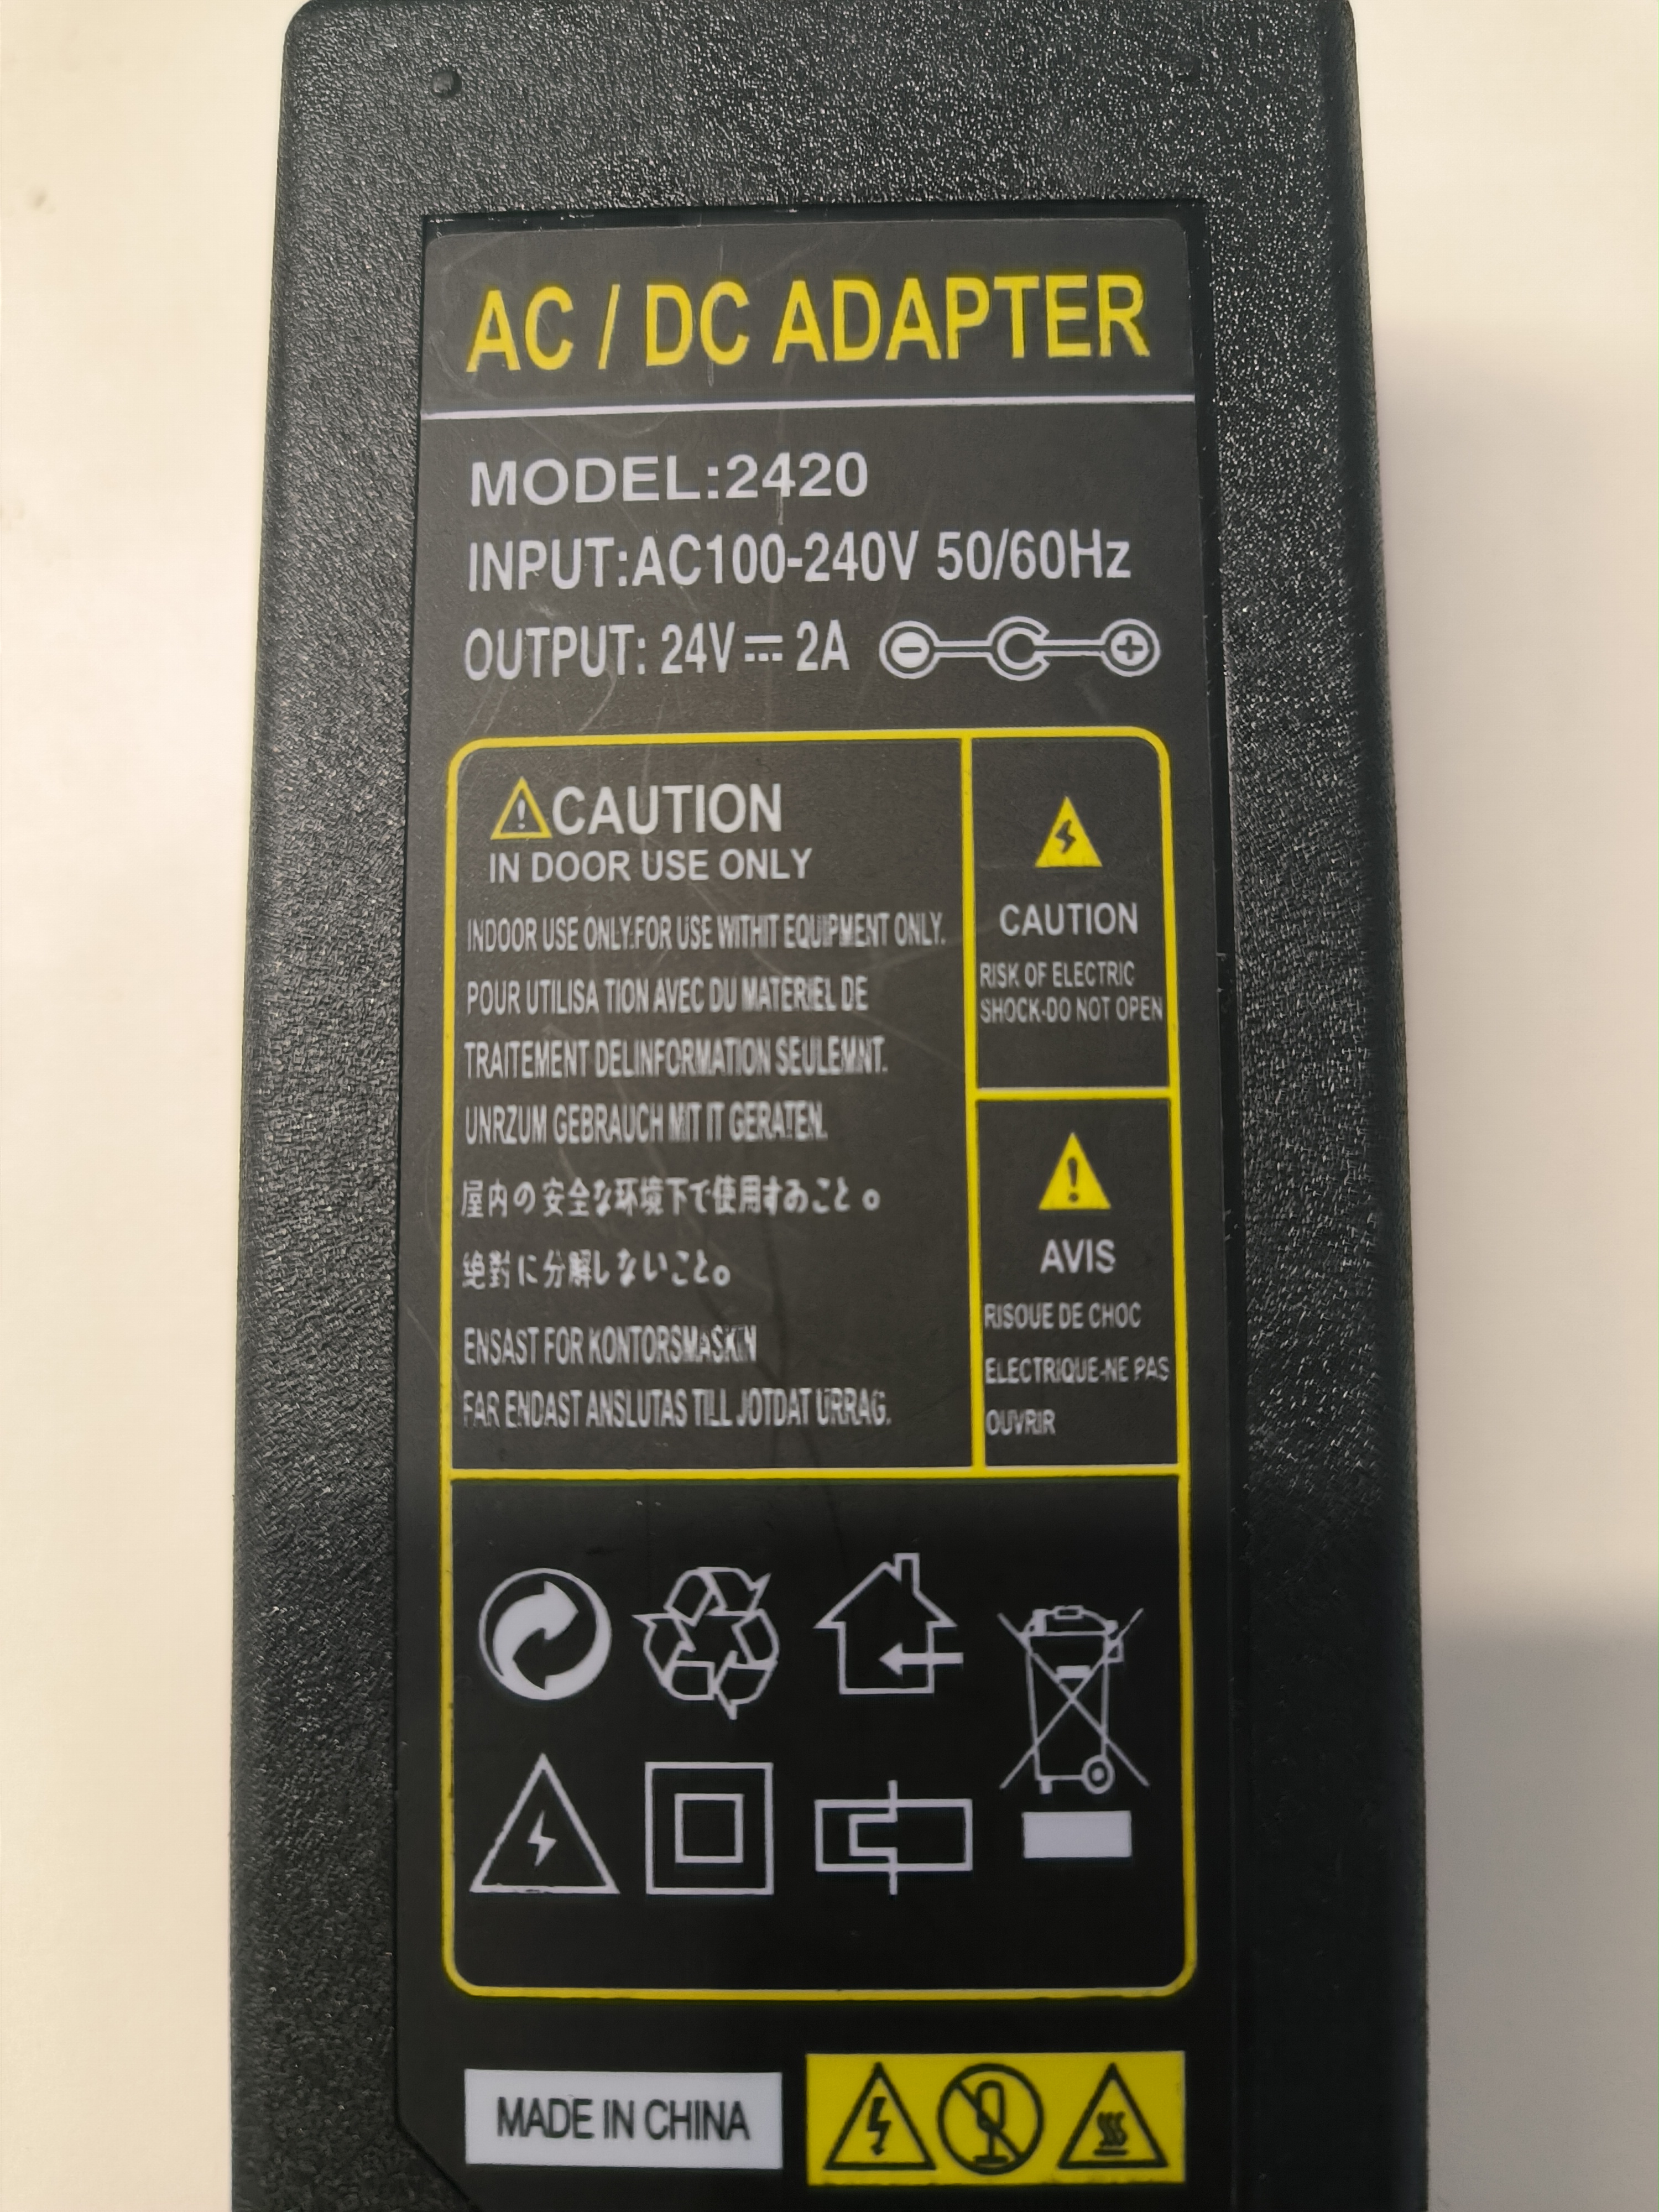 AC / DC ADAPTER
MODEL:2420
INPUT:AC100-240V 50/60Hz
OUTPUT: 24V⎓2A
CAUTION
IN DOOR USE ONLY
INDOOR USE ONLY.FOR USE WITHIT EQUIPMENT ONLY.
POUR UTILISA TION AVEC DU MATERIEL DE
TRAITEMENT DELINFORMATION SEULEMNT.
UNRZUM GEBRAUCH MIT IT GERATEN.
屋内の安全な环境下で使用すめこと。
絶對に分解しないこと。
ENSAST FOR KONTORSMASKIN
FAR ENDAST ANSLUTAS TILL JOTDAT URRAG.
CAUTION
RISK OF ELECTRIC
SHOCK-DO NOT OPEN
AVIS
RISOUE DE CHOC
ELECTRIQUE-NE PAS
OUVRIR
MADE IN CHINA